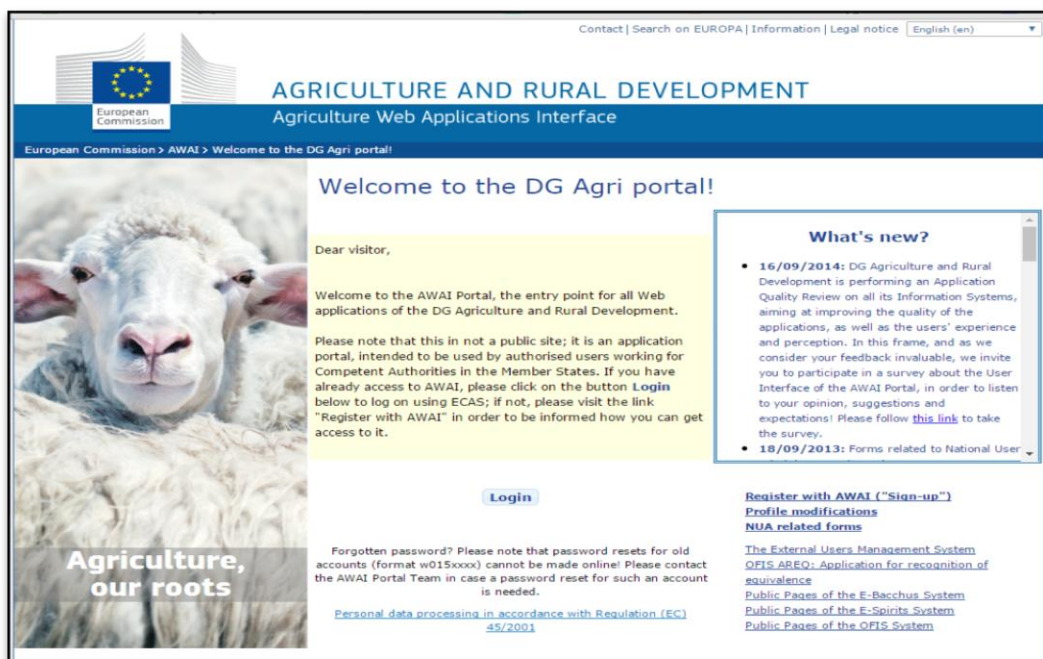 Contact | Search on EUROPA | Information | Legal notice English (en)
European
Commission
AGRICULTURE AND RURAL DEVELOPMENT
Agriculture Web Applications Interface
European Commission > AWAI > Welcome to the DG Agri portal!
Welcome to the DG Agri portal!
Dear visitor,
Welcome to the AWAI Portal, the entry point for all Web
applications of the DG Agriculture and Rural Development.
Please note that this in not a public site; it is an application
portal, intended to be used by authorised users working for
Competent Authorities in the Member States. If you have
already access to AWAI, please click on the button Login
below to log on using ECAS; if not, please visit the link
"Register with AWAI" in order to be informed how you can get
access to it.
What's new?
16/09/2014: DG Agriculture and Rural
Development is performing an Application
Quality Review on all its Information Systems,
aiming at improving the quality of the
applications, as well as the users' experience
and perception. In this frame, and as we
consider your feedback invaluable, we invite
you to participate in a survey about the User
Interface of the AWAI Portal, in order to listen
to your opinion, suggestions and
expectations! Please follow this link to take
the survey.
18/09/2013: Forms related to National User
Login
Forgotten password? Please note that password resets for old
accounts (format w015xxxx) cannot be made online! Please contact
the AWAI Portal Team in case a password reset for such an account
is needed.
Personal data processing in accordance with Regulation (EC)
45/2001
Register with AWAI ("Sign-up")
Profile modifications
NUA related forms
The External Users Management System
OFIS AREQ: Application for recognition of
equivalence
Public Pages of the E-Bacchus System
Public Pages of the E-Spirits System
Public Pages of the OFIS System
Agriculture,
our roots